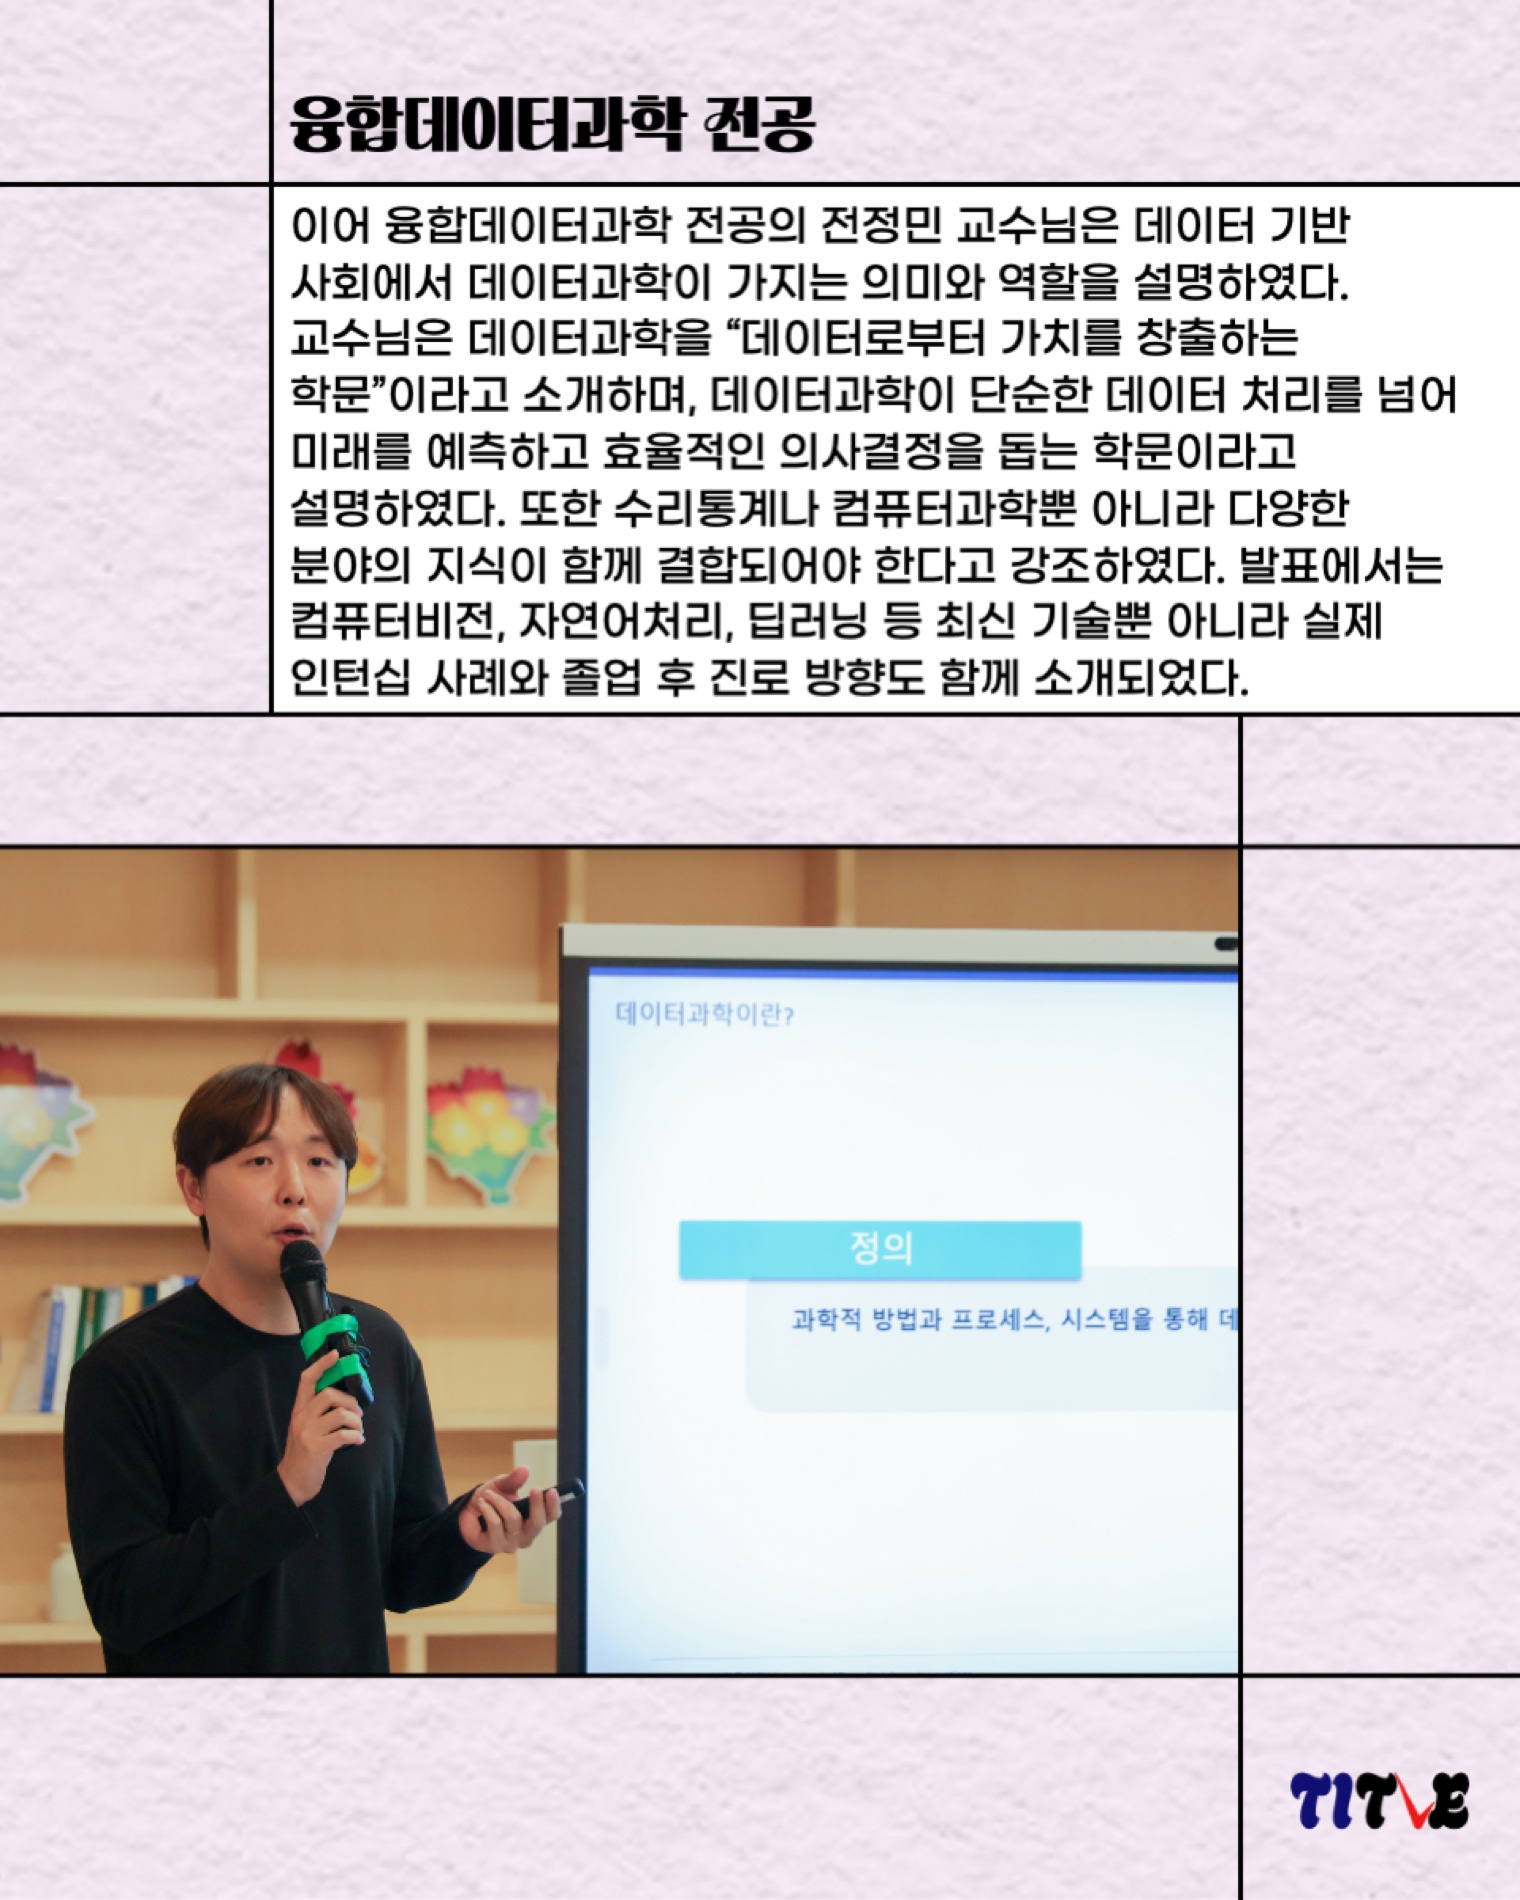 융합데이터과학 전공
이어 융합데이터과학 전공의 전정민 교수님은 데이터 기반
사회에서 데이터과학이 가지는 의미와 역할을 설명하였다.
교수님은 데이터과학을 “데이터로부터 가치를 창출하는
학문”이라고 소개하며, 데이터과학이 단순한 데이터 처리를 넘어
미래를 예측하고 효율적인 의사결정을 돕는 학문이라고
설명하였다. 또한 수리통계나 컴퓨터과학뿐 아니라 다양한
분야의 지식이 함께 결합되어야 한다고 강조하였다. 발표에서는
컴퓨터비전, 자연어처리, 딥러닝 등 최신 기술뿐 아니라 실제
인턴십 사례와 졸업 후 진로 방향도 함께 소개되었다.
데이터과학이란?
정의
과학적 방법과 프로세스, 시스템을 통해 데
TITLE